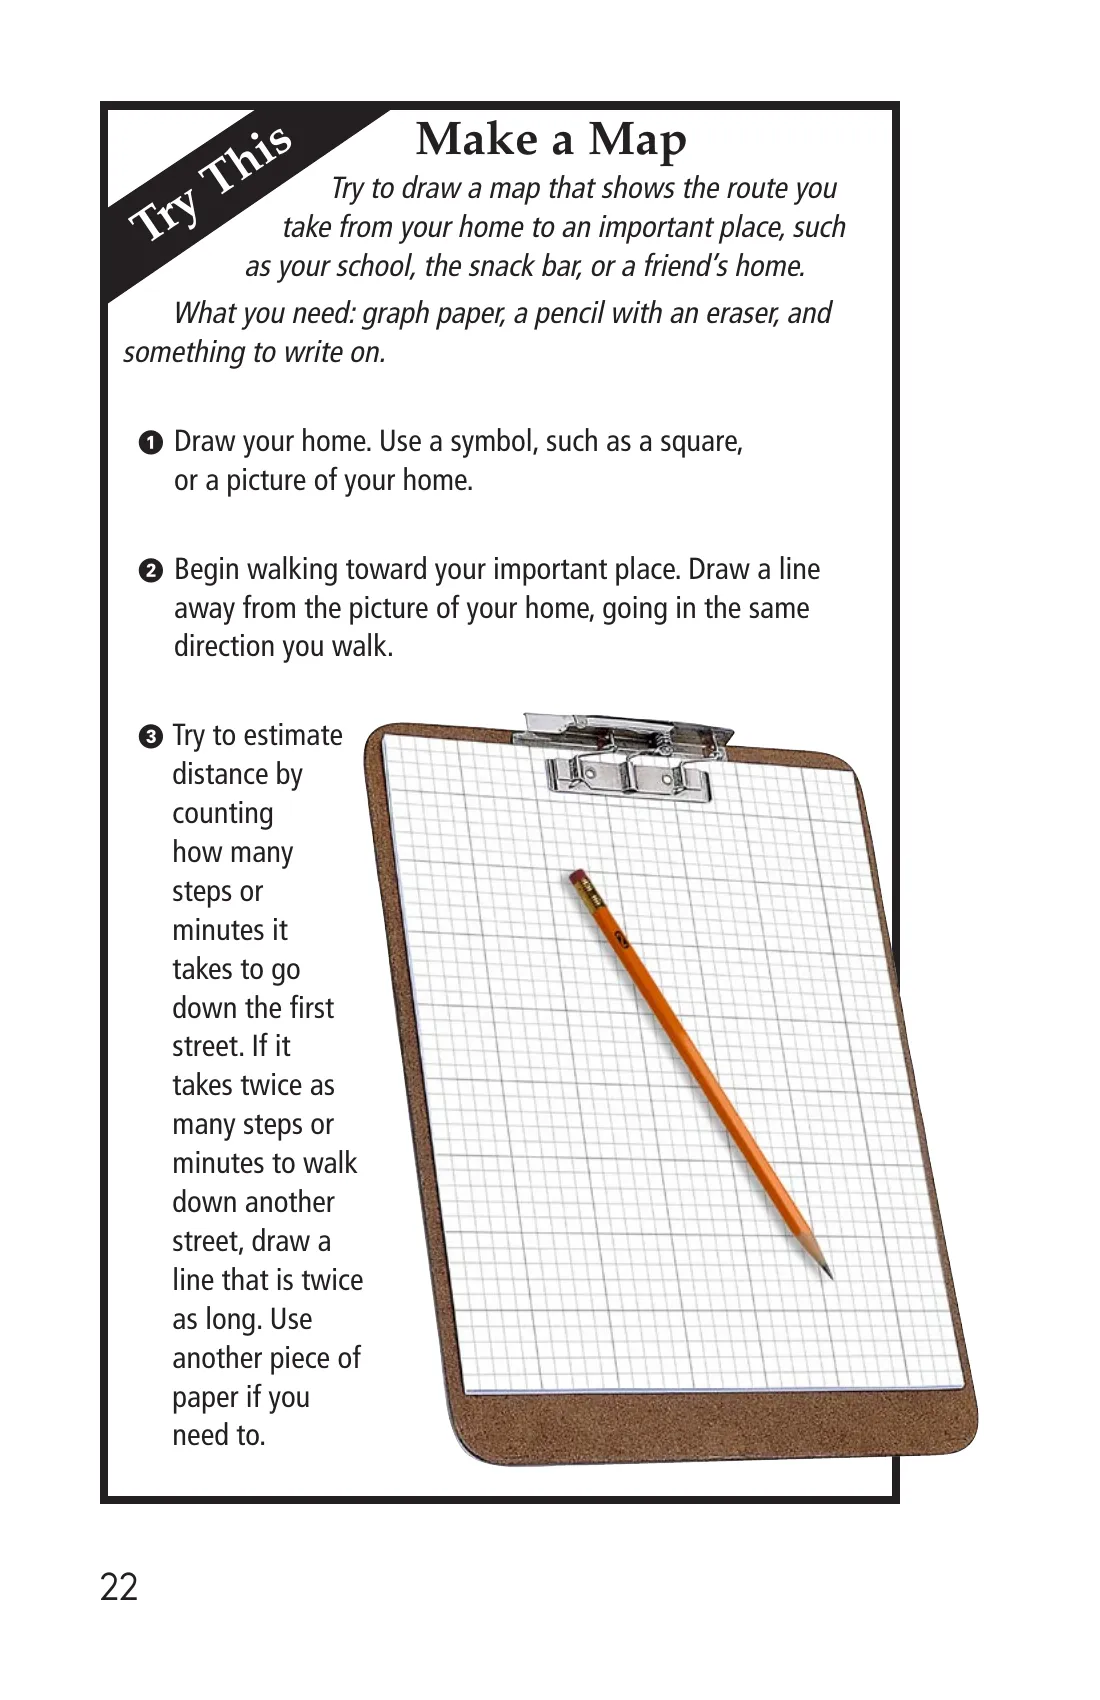 Try This
Make a Map
Try to draw a map that shows the route you
take from your home to an important place, such
as your school, the snack bar, or a friend’s home.
What you need: graph paper, a pencil with an eraser, and
something to write on.
1 Draw your home. Use a symbol, such as a square,
or a picture of your home.
2 Begin walking toward your important place. Draw a line
away from the picture of your home, going in the same
direction you walk.
3 Try to estimate
distance by
counting
how many
steps or
minutes it
takes to go
down the first
street. If it
takes twice as
many steps or
minutes to walk
down another
street, draw a
line that is twice
as long. Use
another piece of
paper if you
need to.
22